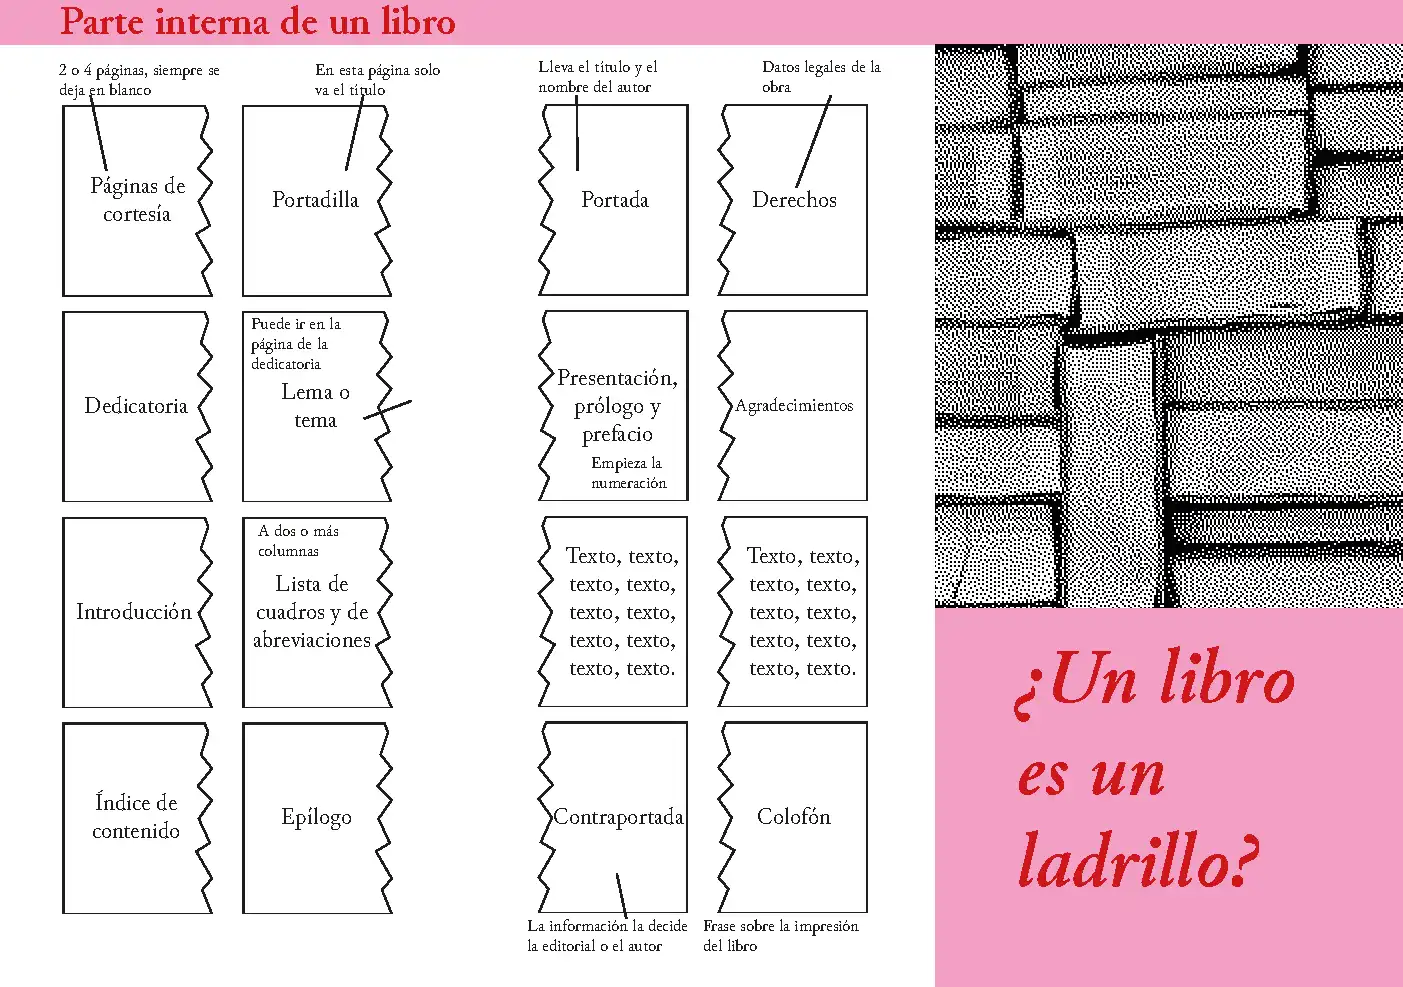 Parte interna de un libro
2 o 4 páginas, siempre se
deja en blanco
En esta página solo
va el título
Lleva el título y el
nombre del autor
Datos legales de la
obra
Páginas de
cortesía
Portadilla
Portada
Derechos
Dedicatoria
Puede ir en la
página de la
dedicatoria
Lema o
tema
Presentación,
prólogo y
prefacio
Empieza la
numeración
Agradecimientos
Introducción
A dos o más
columnas
Lista de
cuadros y de
abreviaciones
Texto, texto,
texto, texto,
texto, texto,
texto, texto,
texto, texto.
Texto, texto,
texto, texto,
texto, texto,
texto, texto,
texto, texto.
Índice de
contenido
Epílogo
Contraportada
Colofón
La información la decide
la editorial o el autor
Frase sobre la impresión
del libro
¿Un libro
es un
ladrillo?